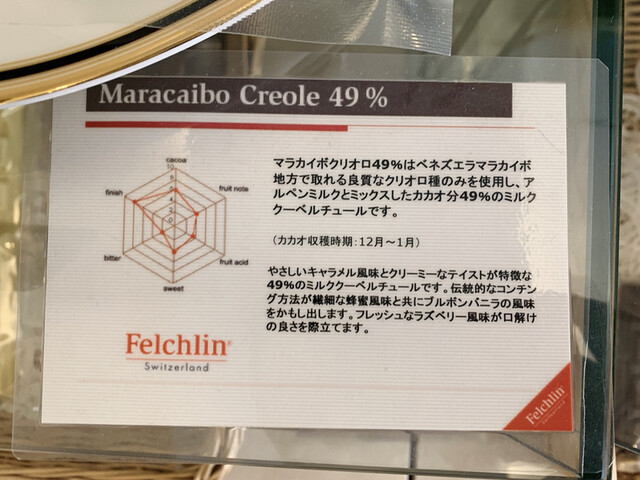 Maracaibo Creole 49%
cacao
10
8
6
4
2
0
fruit note
fruit acid
sweet
bitter
finish
マラカイボクリオロ49%はベネズエラマラカイボ
地方で取れる良質なクリオロ種のみを使用し、ア
ルペンミルクとミックスしたカカオ分49%のミルク
クーベルチュールです。
（カカオ収穫時期：12月～1月）
やさしいキャラメル風味とクリーミーなテイストが特徴な
49%のミルククーベルチュールです。伝統的なコンチン
グ方法が繊細な蜂蜜風味と共にブルボンバニラの風味
をかもし出します。フレッシュなラズベリー風味が口解け
の良さを際立てます。
Felchlin®
Switzerland
Felchlin